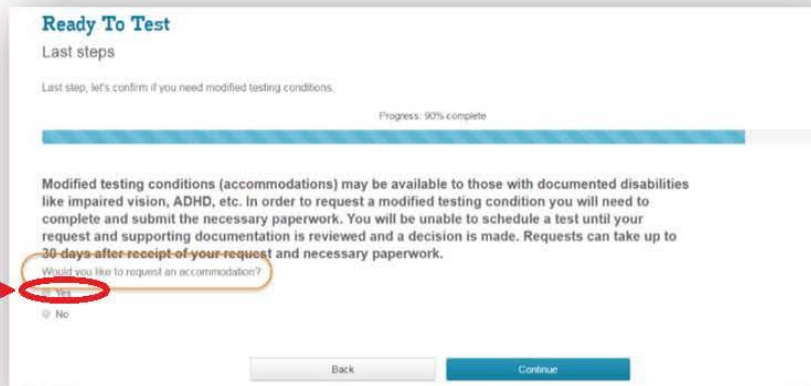 Ready To Test
Last steps
Last step, let's confirm if you need modified testing conditions.
Progress: 90% complete
Modified testing conditions (accommodations) may be available to those with documented disabilities
like impaired vision, ADHD, etc. In order to request a modified testing condition you will need to
complete and submit the necessary paperwork. You will be unable to schedule a test until your
request and supporting documentation is reviewed and a decision is made. Requests can take up to
30 days after receipt of your request and necessary paperwork.
Would you like to request an accommodation?
Yes
No
Back
Continue